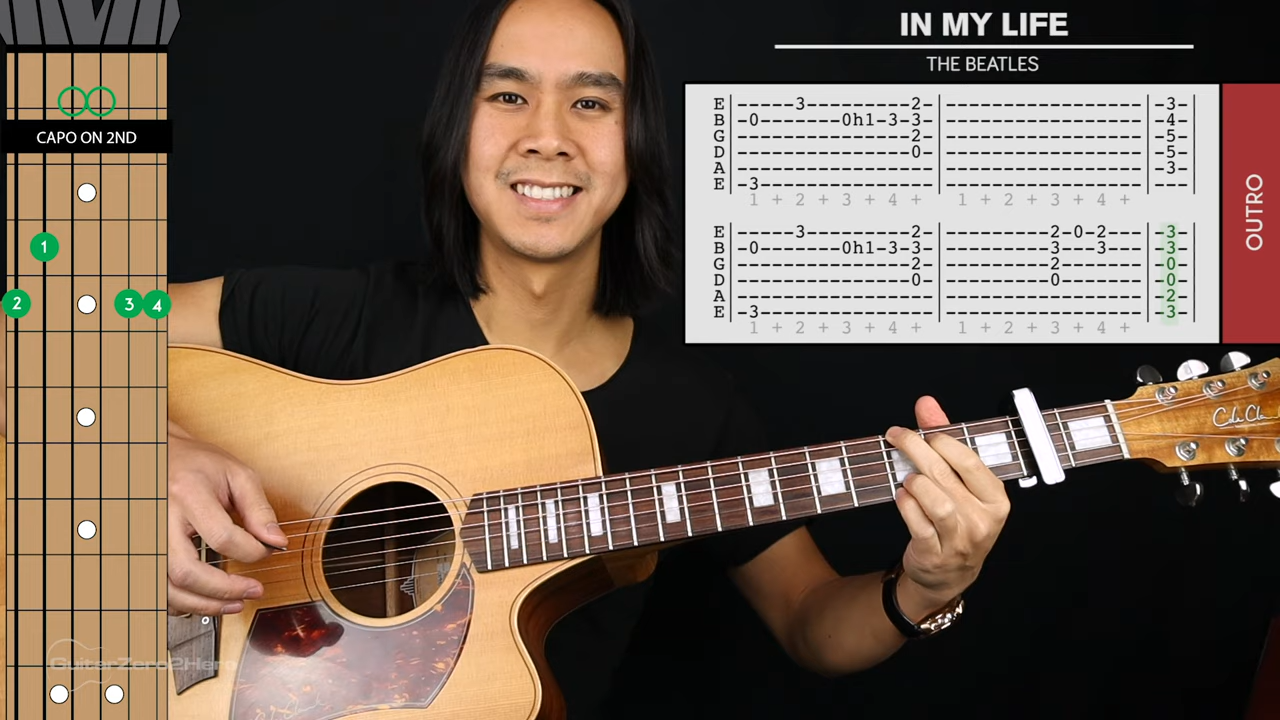 IN MY LIFE
THE BEATLES
CAPO ON 2ND
1
2
3
4
E|-----3---------2-|-----------------|-3-|
B|-0-------0h1-3-3-|-----------------|-4-|
G|---------------2-|-----------------|-5-|
D|---------------0-|-----------------|-5-|
A|-----------------|-----------------|-3-|
E|-3---------------|-----------------|---|
1 + 2 + 3 + 4 + 1 + 2 + 3 + 4 +
E|-----3---------2-|---------2-0-2---|-3-|
B|-0-------0h1-3-3-|---------3---3---|-3-|
G|---------------2-|---------2-------|-0-|
D|---------------0-|---------0-------|-0-|
A|-----------------|-----------------|-2-|
E|-3---------------|-----------------|-3-|
1 + 2 + 3 + 4 + 1 + 2 + 3 + 4 +
OUTRO
Cole Clark
GuitarZero2Hero